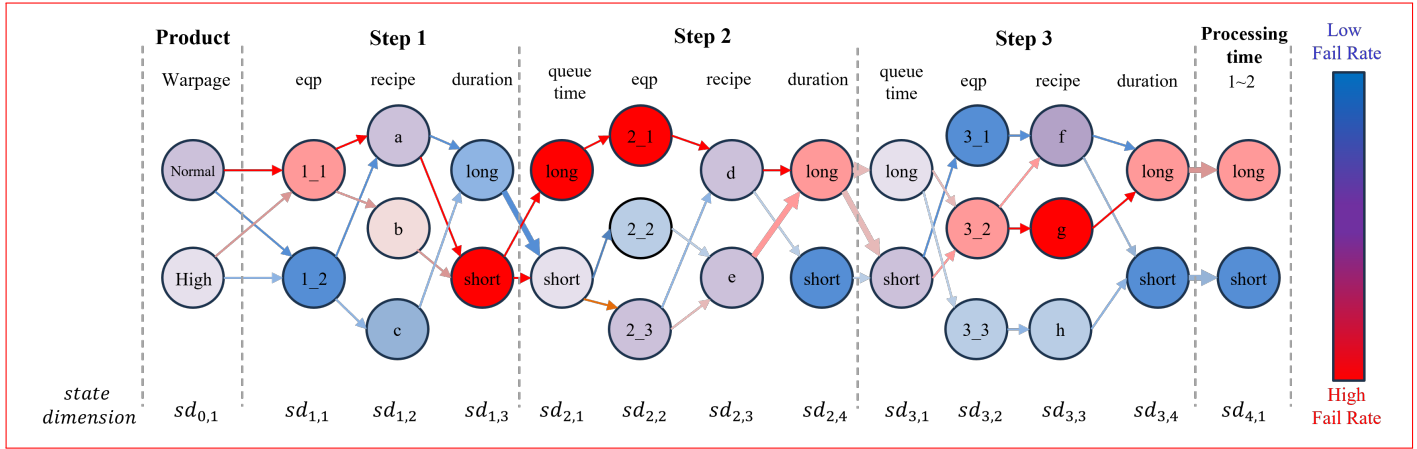 Product
Step 1
Step 2
Step 3
Processing
time
Low
Fail Rate
Warpage
eqp
recipe
duration
queue
time
eqp
recipe
duration
queue
time
eqp
recipe
duration
1~2
a
2_1
3_1
f
Normal
1_1
long
long
d
long
long
long
long
b
2_2
3_2
g
High
1_2
short
short
e
short
short
short
short
c
2_3
3_3
h
state
dimension
sd0,1
sd1,1
sd1,2
sd1,3
sd2,1
sd2,2
sd2,3
sd2,4
sd3,1
sd3,2
sd3,3
sd3,4
sd4,1
High
Fail Rate